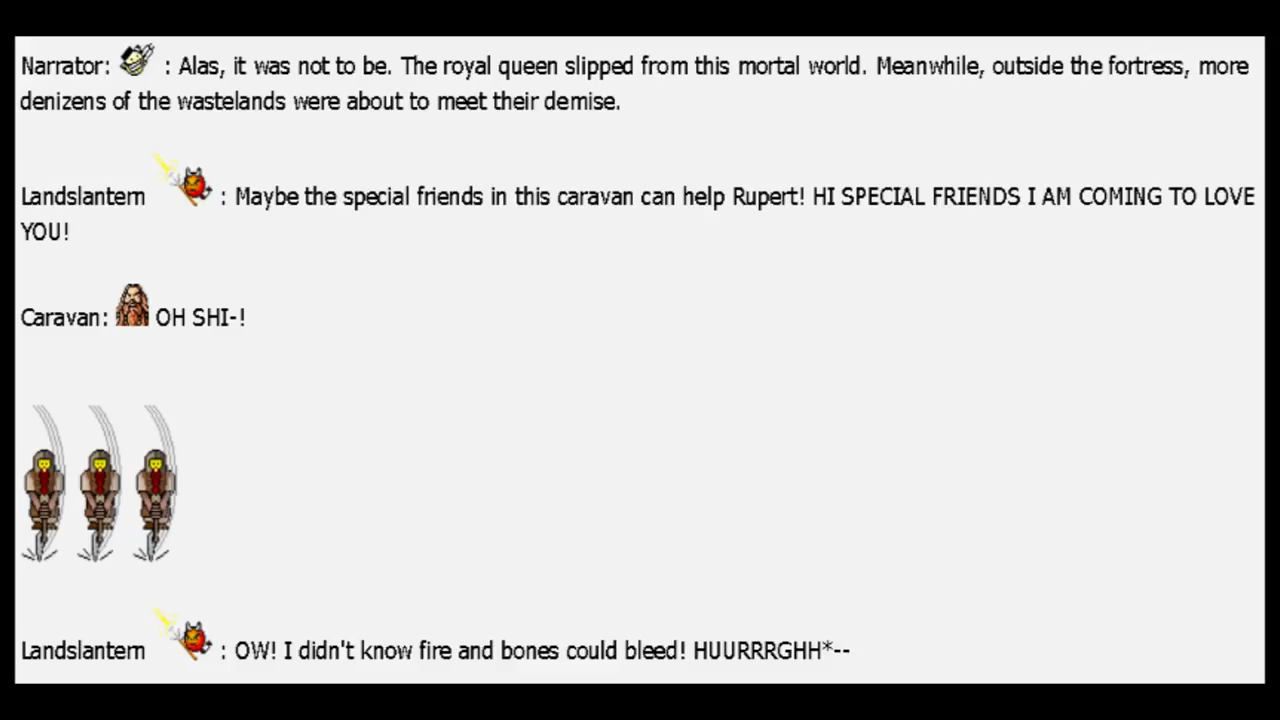 Narrator: : Alas, it was not to be. The royal queen slipped from this mortal world. Meanwhile, outside the fortress, more
denizens of the wastelands were about to meet their demise.
Landslantern : Maybe the special friends in this caravan can help Rupert! HI SPECIAL FRIENDS I AM COMING TO LOVE
YOU!
Caravan: OH SHI-!
Landslantern : OW! I didn't know fire and bones could bleed! HUURRRGHH*--